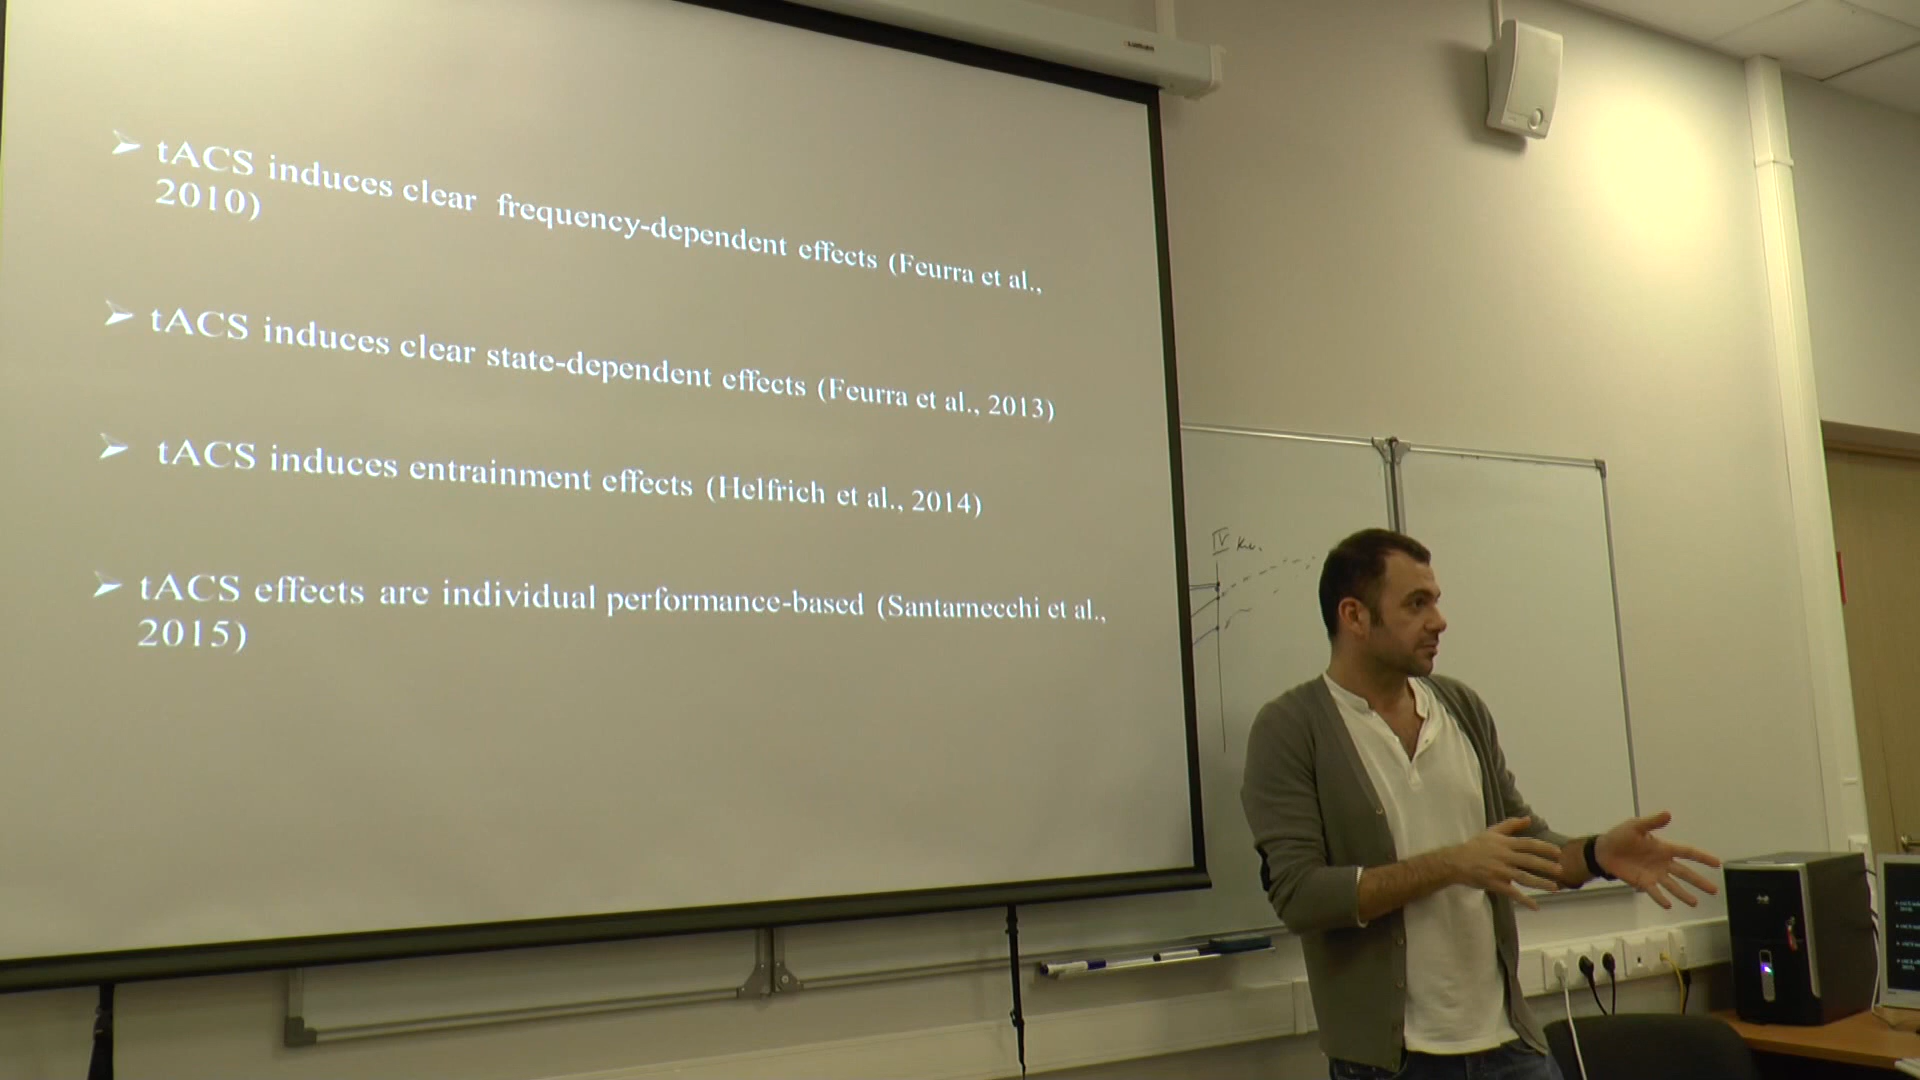 ➢ tACS induces clear frequency-dependent effects (Feurra et al.,
2010)
➢ tACS induces clear state-dependent effects (Feurra et al., 2013)
➢ tACS induces entrainment effects (Helfrich et al., 2014)
➢ tACS effects are individual performance-based (Santarnecchi et al.,
2015)
IV